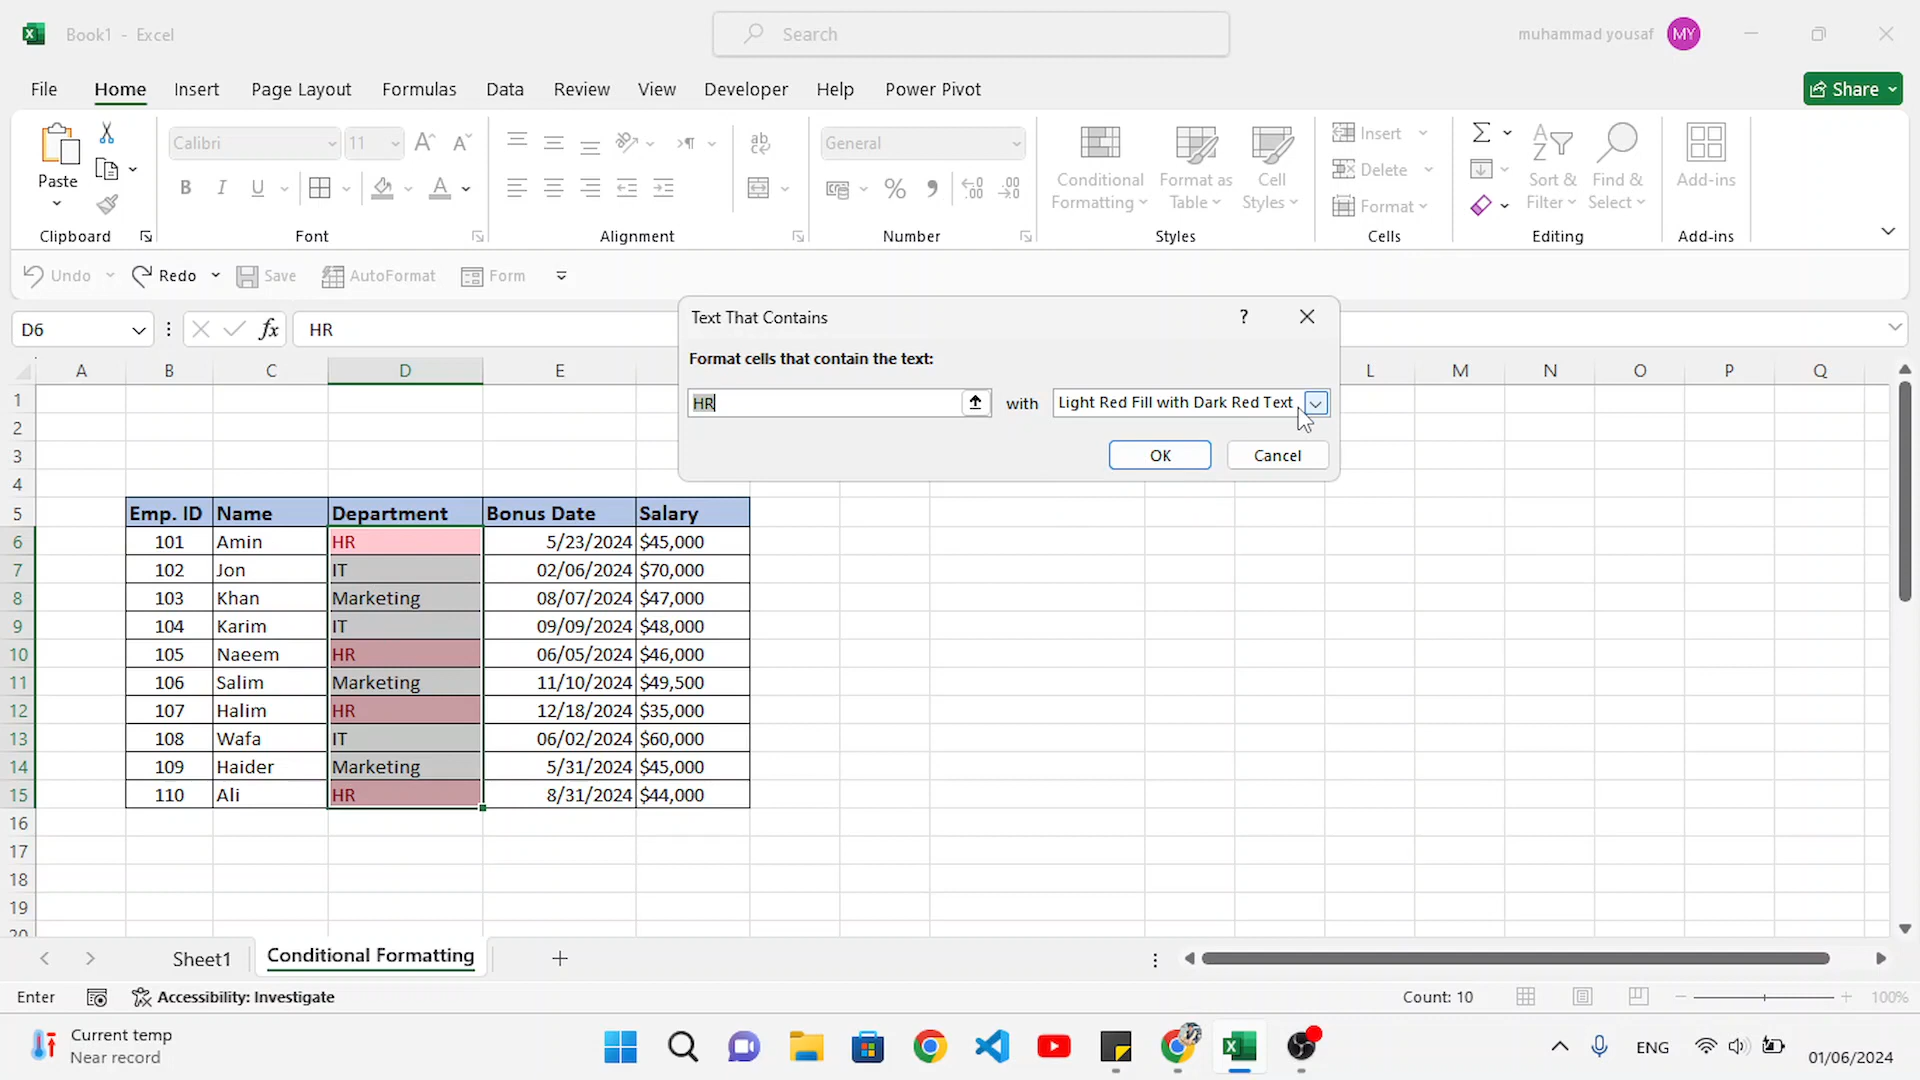 Book1 - Excel
Search
muhammad yousaf MY
File Home Insert Page Layout Formulas Data Review View Developer Help Power Pivot Share
Paste
Calibri 11
B I U A
ab
General
% 9
Conditional Formatting
Format as Table
Cell Styles
Insert
Delete
Format
Sort & Filter
Find & Select
Add-ins
Clipboard Font Alignment Number Styles Cells Editing Add-ins
Undo Redo Save AutoFormat Form
D6 fx HR
Text That Contains ? 
Format cells that contain the text:
HR with Light Red Fill with Dark Red Text
OK Cancel
A B C D E L M N O P Q
1
2
3
4
5 Emp. ID Name Department Bonus Date Salary
6 101 Amin HR 5/23/2024 $45,000
7 102 Jon IT 02/06/2024 $70,000
8 103 Khan Marketing 08/07/2024 $47,000
9 104 Karim IT 09/09/2024 $48,000
10 105 Naeem HR 06/05/2024 $46,000
11 106 Salim Marketing 11/10/2024 $49,500
12 107 Halim HR 12/18/2024 $35,000
13 108 Wafa IT 06/02/2024 $60,000
14 109 Haider Marketing 5/31/2024 $45,000
15 110 Ali HR 8/31/2024 $44,000
16
17
18
19
20
Sheet1 Conditional Formatting
Enter Accessibility: Investigate Count: 10 100%
Current temp
Near record
ENG
01/06/2024